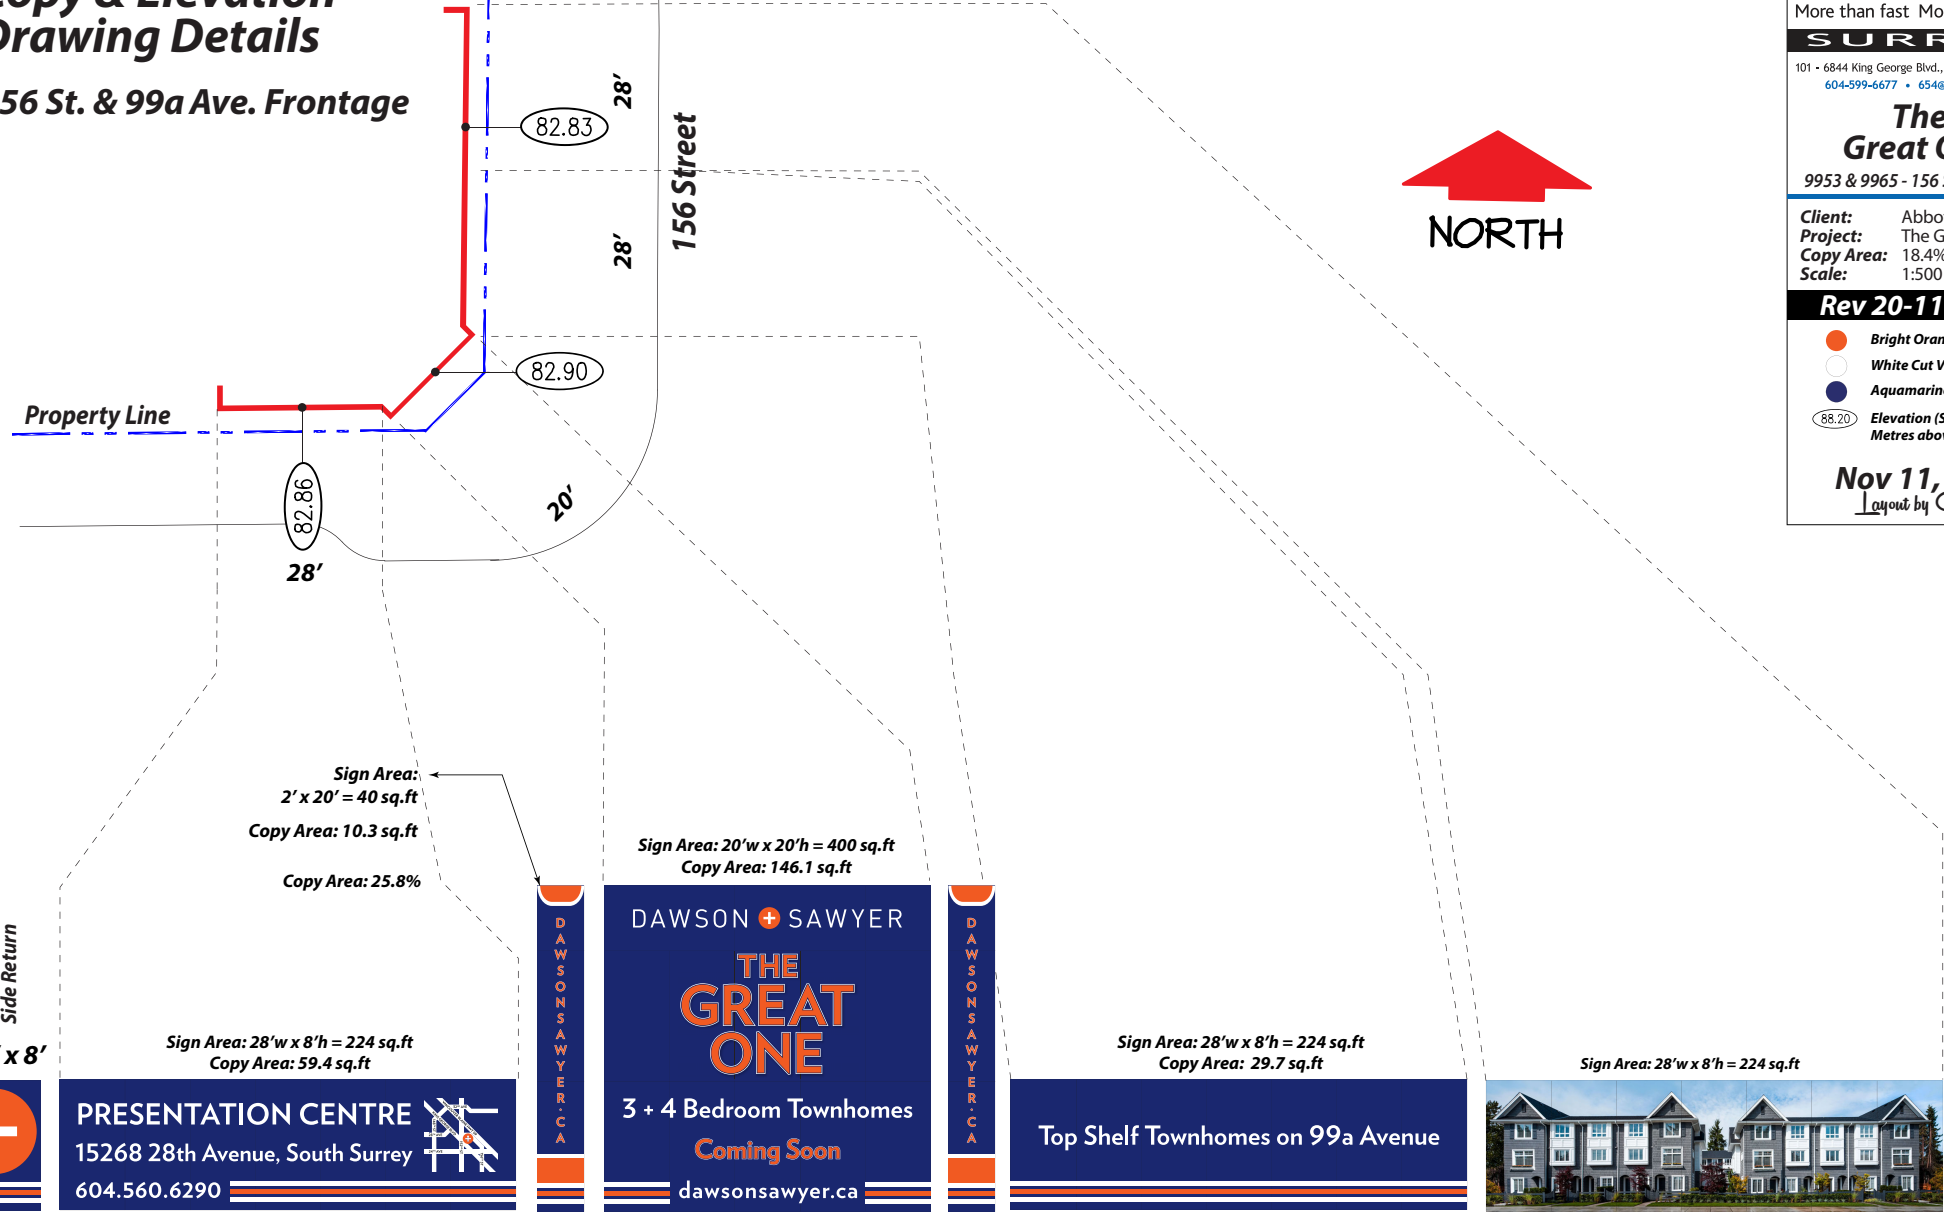 Copy & Elevation
Drawing Details
56 St. & 99a Ave. Frontage
82.83
28'
156 Street
28'
82.90
Property Line
82.86
28'
20'
NORTH
More than fast Mo
SURR
101 - 6844 King George Blvd.,
604-599-6677 • 654@
The
Great
9953 & 9965 - 156
Client: Abbo
Project: The G
Copy Area: 18.4%
Scale: 1:500
Rev 20-11
Bright Oran
White Cut V
Aquamarin
88.20
Elevation (S
Metres abov
Nov 11,
Layout by
Sign Area:
2' x 20' = 40 sq.ft
Copy Area: 10.3 sq.ft
Copy Area: 25.8%
Sign Area: 20'w x 20'h = 400 sq.ft
Copy Area: 146.1 sq.ft
Side Return
x 8'
Sign Area: 28'w x 8'h = 224 sq.ft
Copy Area: 59.4 sq.ft
PRESENTATION CENTRE
15268 28th Avenue, South Surrey
604.560.6290
DAWSONSAWYER.CA
DAWSON + SAWYER
THE
GREAT
ONE
3 + 4 Bedroom Townhomes
Coming Soon
dawsonsawyer.ca
DAWSONSAWYER.CA
Sign Area: 28'w x 8'h = 224 sq.ft
Copy Area: 29.7 sq.ft
Top Shelf Townhomes on 99a Avenue
Sign Area: 28'w x 8'h = 224 sq.ft